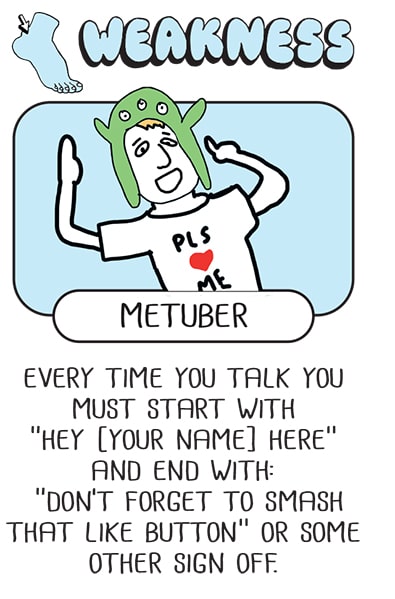 WEAKNESS
PLS
ME
METUBER
EVERY TIME YOU TALK YOU
MUST START WITH
"HEY [YOUR NAME] HERE"
AND END WITH:
"DON'T FORGET TO SMASH
THAT LIKE BUTTON" OR SOME
OTHER SIGN OFF.